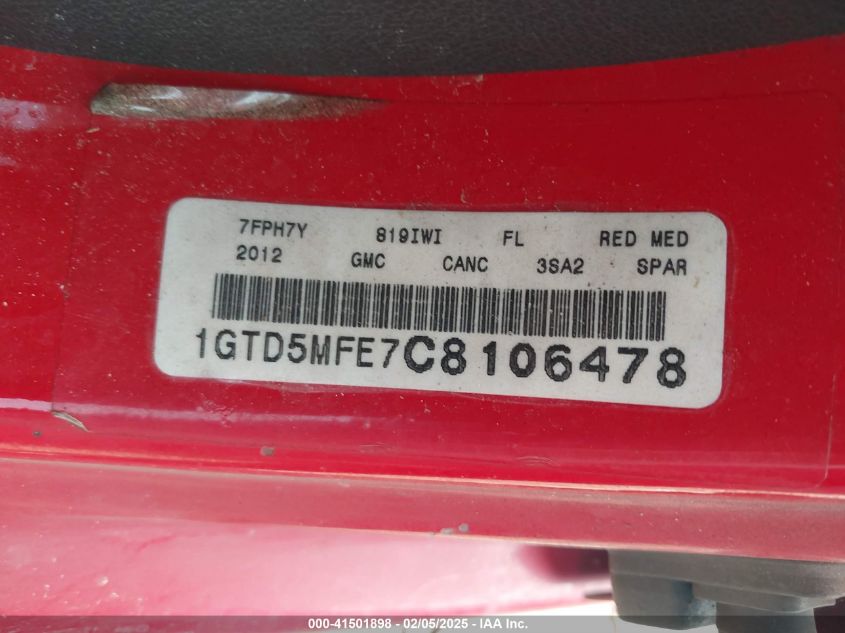 7FPH7Y 819IWI FL RED MED
2012 GMC CANC 3SA2 SPAR
1GTD5MFE7C8106478
000-41501898 - 02/05/2025 - IAA Inc.